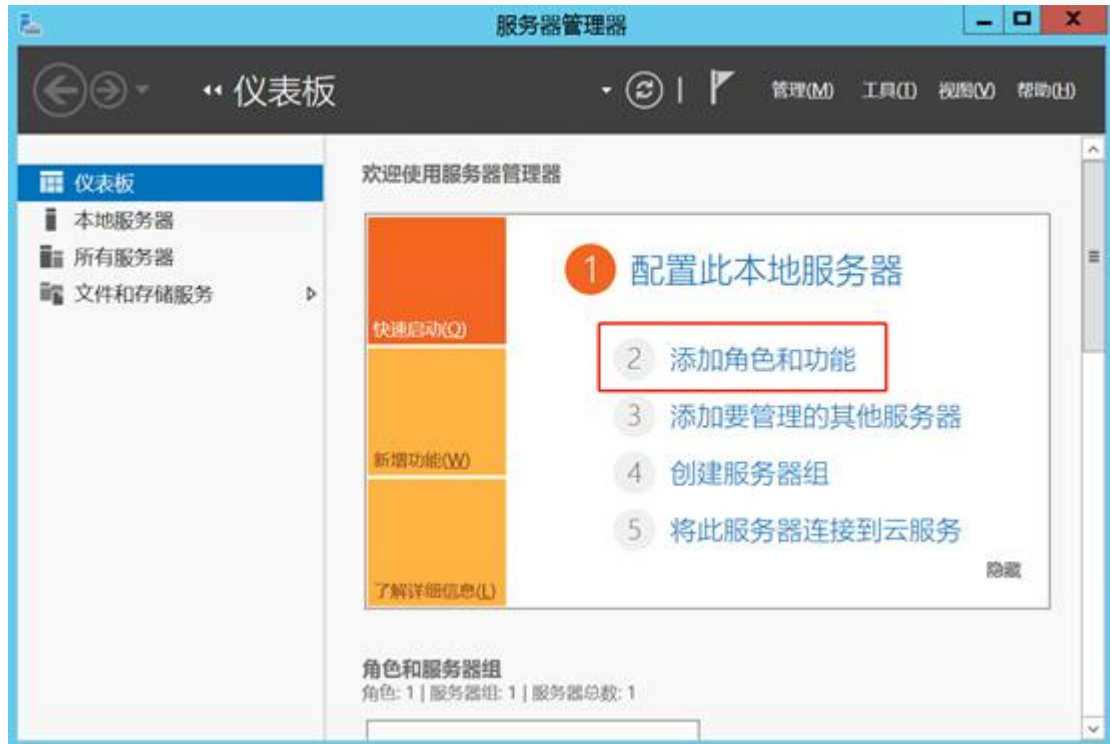 服务器管理器
仪表板
管理(M) 工具(T) 视图(V) 帮助(H)
仪表板
本地服务器
所有服务器
文件和存储服务
欢迎使用服务器管理器
快速启动(Q)
新增功能(W)
了解详细信息(L)
1 配置此本地服务器
2 添加角色和功能
3 添加要管理的其他服务器
4 创建服务器组
5 将此服务器连接到云服务
隐藏
角色和服务器组
角色: 1 | 服务器组: 1 | 服务器总数: 1